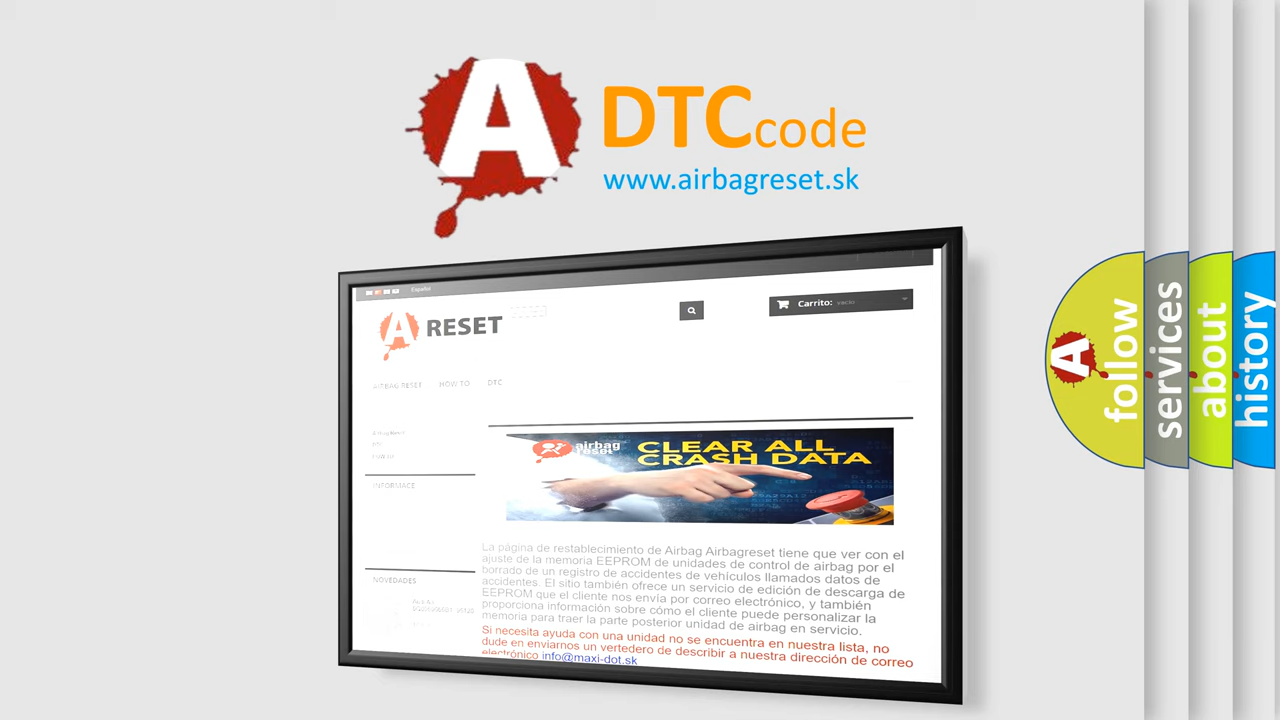 A DTCcode
www.airbagreset.sk
Español
A RESET
Carrito: vacío
AIRBAG RESET HOW TO DTC
Airbag Reset
DTC
INFORMACE
NOVEDADES
airbag
reset
CLEAR ALL
CRASH DATA
La página de restablecimiento de Airbag Airbagreset tiene que ver con el
ajuste de la memoria EEPROM de unidades de control de airbag por el
borrado de un registro de accidentes de vehículos llamados datos de
accidentes. El sitio también ofrece un servicio de edición de descarga de
EEPROM que el cliente nos envía por correo electrónico, y también
proporciona información sobre cómo el cliente puede personalizar la
memoria para traer la parte posterior unidad de airbag en servicio.
Si necesita ayuda con una unidad no se encuentra en nuestra lista, no
dude en enviarnos un vertedero de describir a nuestra dirección de correo
electrónico info@maxi-dot.sk
A follow
services
about
history